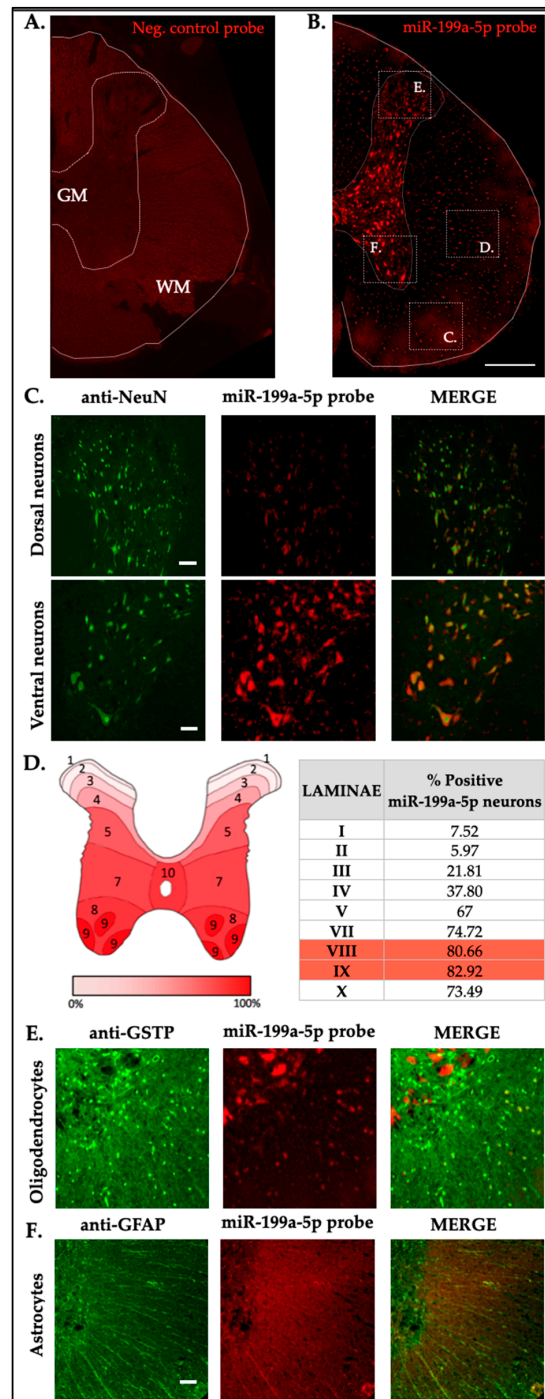 A.
Neg. control probe
GM
WM
B.
miR-199a-5p probe
E.
F.
D.
C.
C.
anti-NeuN
miR-199a-5p probe
MERGE
Dorsal neurons
Ventral neurons
D.
1 1
2 2
3 3
4 4
5 5
10
7 7
8 8
9 9
9 9
9 9
0% 100%
LAMINAE % Positive miR-199a-5p neurons
I 7.52
II 5.97
III 21.81
IV 37.80
V 67
VII 74.72
VIII 80.66
IX 82.92
X 73.49
E.
anti-GSTP
miR-199a-5p probe
MERGE
Oligodendrocytes
F.
anti-GFAP
miR-199a-5p probe
MERGE
Astrocytes